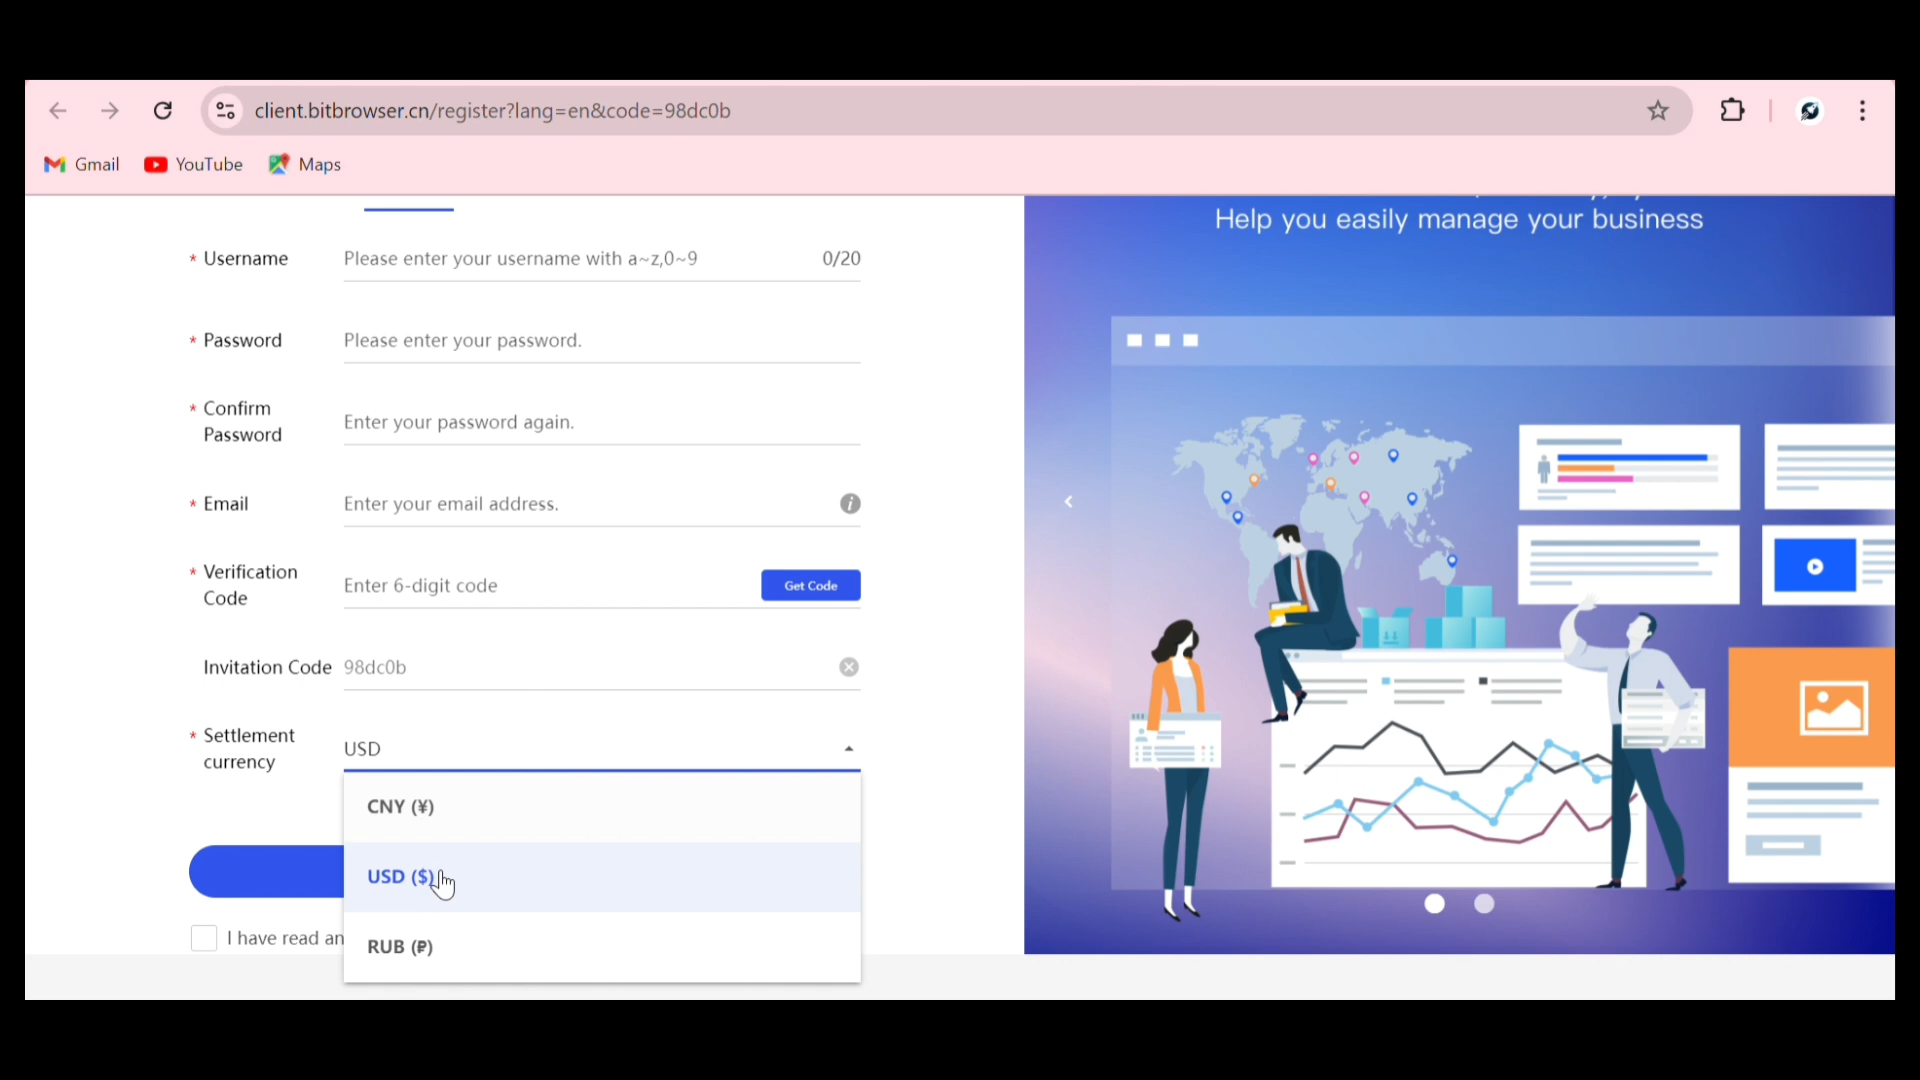 client.bitbrowser.cn/register?lang=en&code=98dc0b
Gmail YouTube Maps
Help you easily manage your business
* Username Please enter your username with a~z,0~9 0/20
* Password Please enter your password.
* Confirm Password Enter your password again.
* Email Enter your email address.
* Verification Code Enter 6-digit code Get Code
Invitation Code 98dc0b
* Settlement currency USD
CNY (¥)
USD ($)
RUB (₽)
I have read an